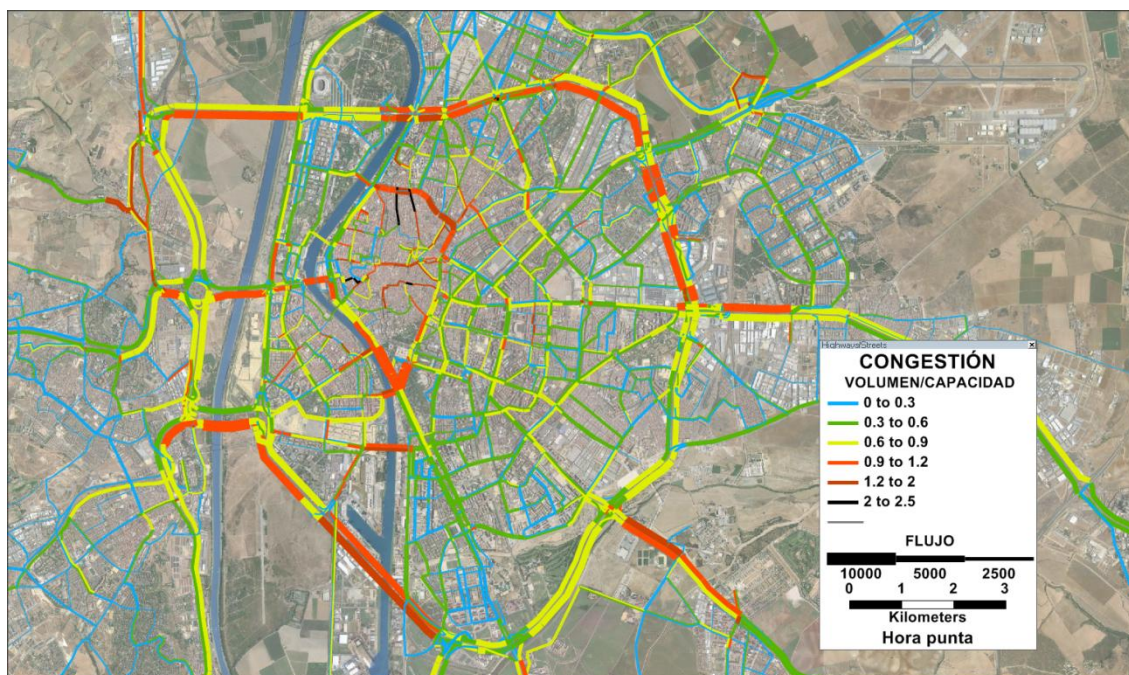 Highways/Streets
CONGESTIÓN
VOLUMEN/CAPACIDAD
0 to 0.3
0.3 to 0.6
0.6 to 0.9
0.9 to 1.2
1.2 to 2
2 to 2.5
FLUJO
10000 5000 2500
0 1 2 3
Kilometers
Hora punta